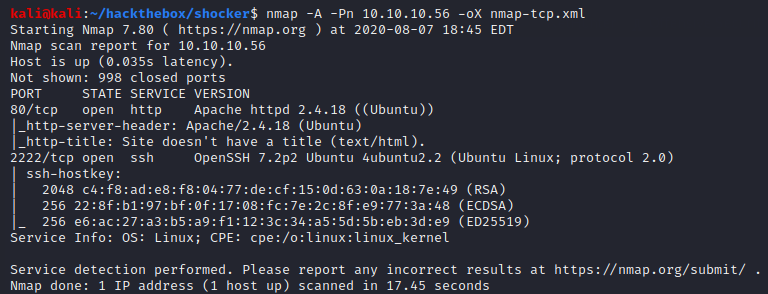 kali@kali:~/hackthebox/shocker$ nmap -A -Pn 10.10.10.56 -oX nmap-tcp.xml
Starting Nmap 7.80 ( https://nmap.org ) at 2020-08-07 18:45 EDT
Nmap scan report for 10.10.10.56
Host is up (0.035s latency).
Not shown: 998 closed ports
PORT     STATE SERVICE VERSION
80/tcp   open  http    Apache httpd 2.4.18 ((Ubuntu))
|_http-server-header: Apache/2.4.18 (Ubuntu)
|_http-title: Site doesn't have a title (text/html).
2222/tcp open  ssh     OpenSSH 7.2p2 Ubuntu 4ubuntu2.2 (Ubuntu Linux; protocol 2.0)
| ssh-hostkey:
|   2048 c4:f8:ad:e8:f8:04:77:de:cf:15:0d:63:0a:18:7e:49 (RSA)
|   256 22:8f:b1:97:bf:0f:17:08:fc:7e:2c:8f:e9:77:3a:48 (ECDSA)
|_  256 e6:ac:27:a3:b5:a9:f1:12:3c:34:a5:5d:5b:eb:3d:e9 (ED25519)
Service Info: OS: Linux; CPE: cpe:/o:linux:linux_kernel
Service detection performed. Please report any incorrect results at https://nmap.org/submit/ .
Nmap done: 1 IP address (1 host up) scanned in 17.45 seconds